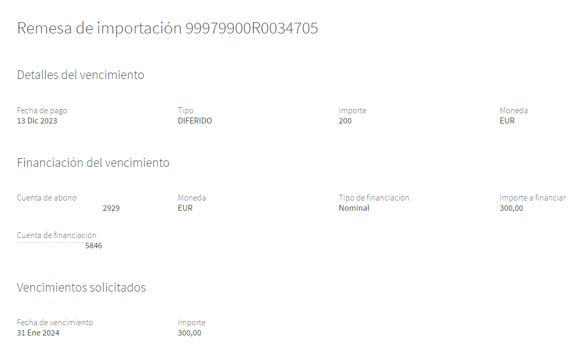 Remesa de importación 99979900R0034705
Detalles del vencimiento
Fecha de pago Tipo Importe Moneda
13 Dic 2023 DIFERIDO 200 EUR
Financiación del vencimiento
Cuenta de abono Moneda Tipo de financiación Importe a financiar
2929 EUR Nominal 300,00
Cuenta de financiación
5846
Vencimientos solicitados
Fecha de vencimiento Importe
31 Ene 2024 300,00